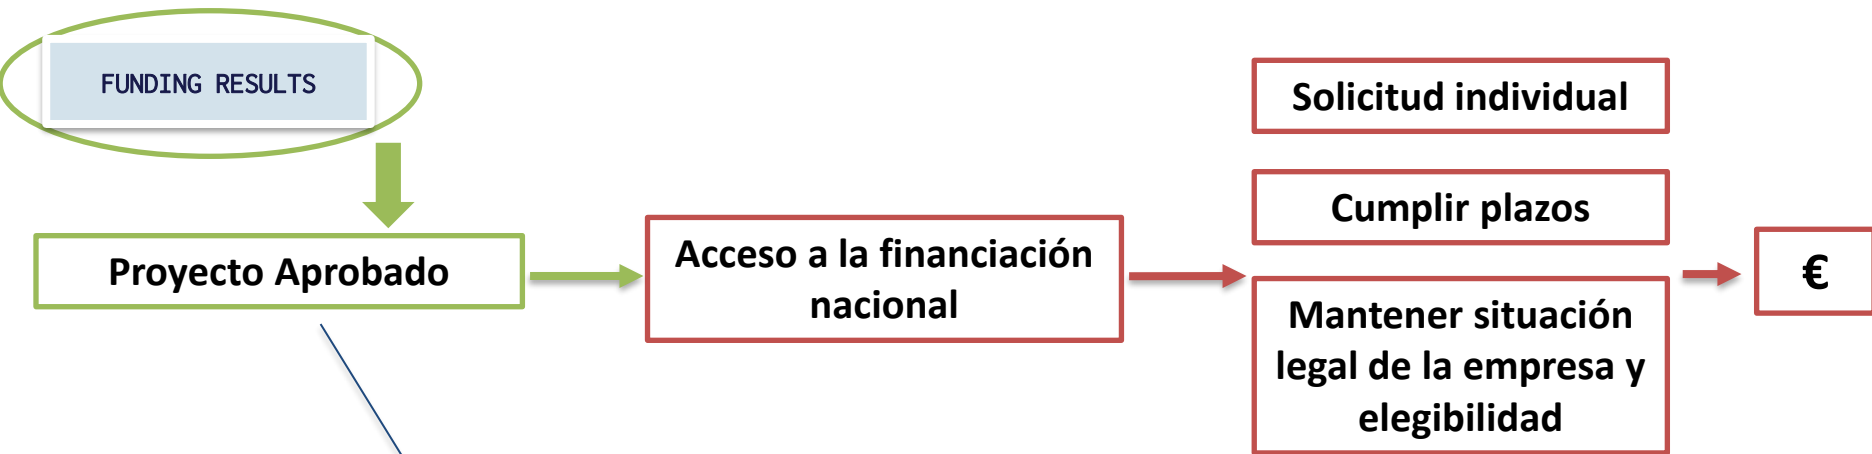 FUNDING RESULTS
Proyecto Aprobado
Acceso a la financiación
nacional
Solicitud individual
Cumplir plazos
Mantener situación
legal de la empresa y
elegibilidad
€